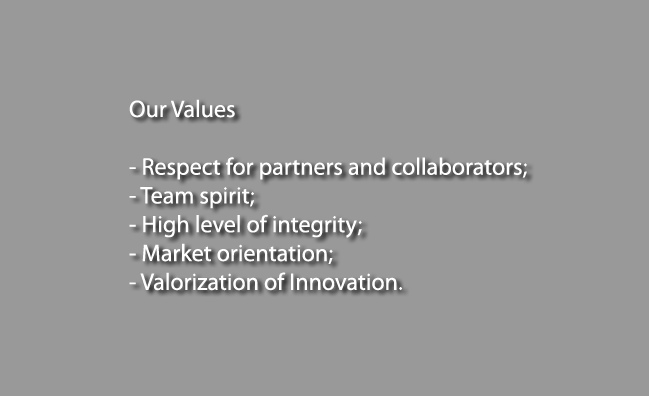 Our Values
- Respect for partners and collaborators;
- Team spirit;
- High level of integrity;
- Market orientation;
- Valorization of Innovation.